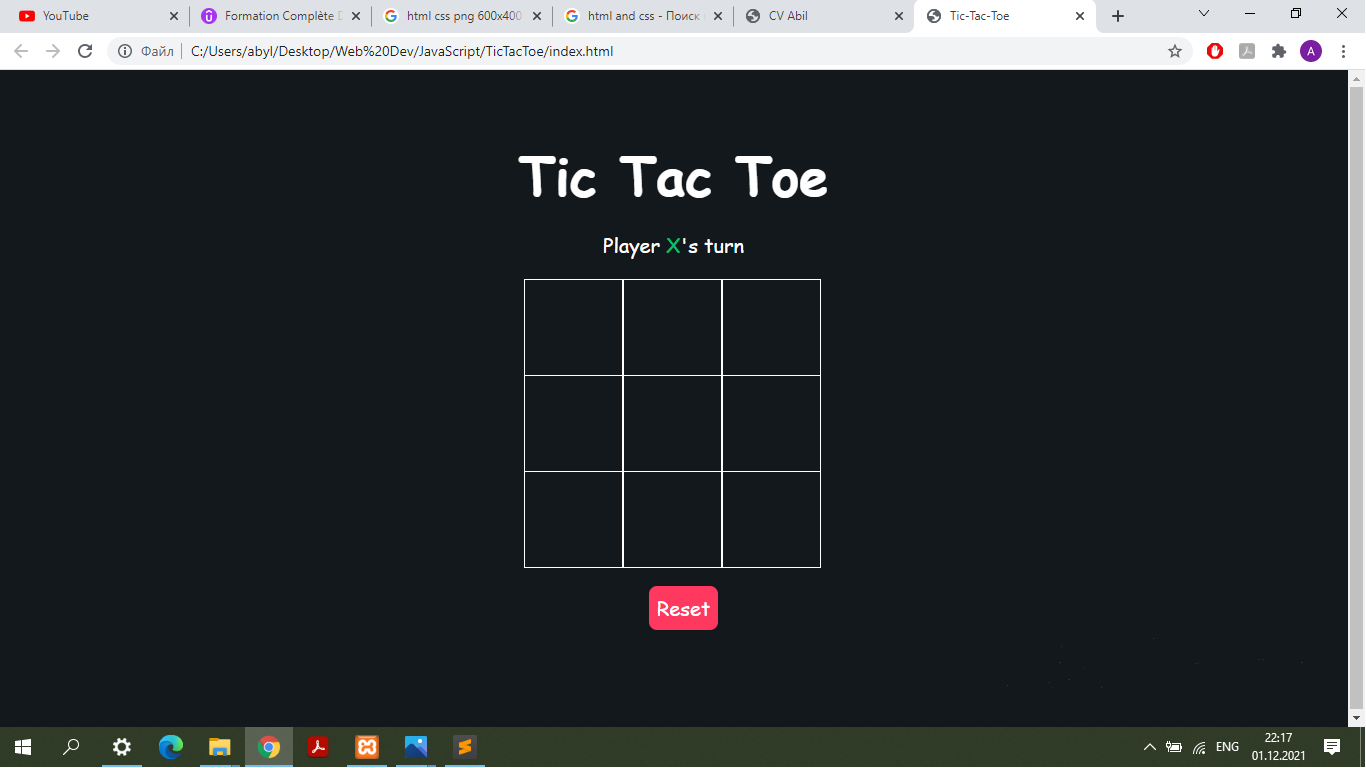 YouTube
Formation Complète D
html css png 600x400
html and css - Поиск
CV Abil
Tic-Tac-Toe
Файл
C:/Users/abyl/Desktop/Web%20Dev/JavaScript/TicTacToe/index.html
A
Tic Tac Toe
Player X's turn
Reset
ENG
22:17
01.12.2021